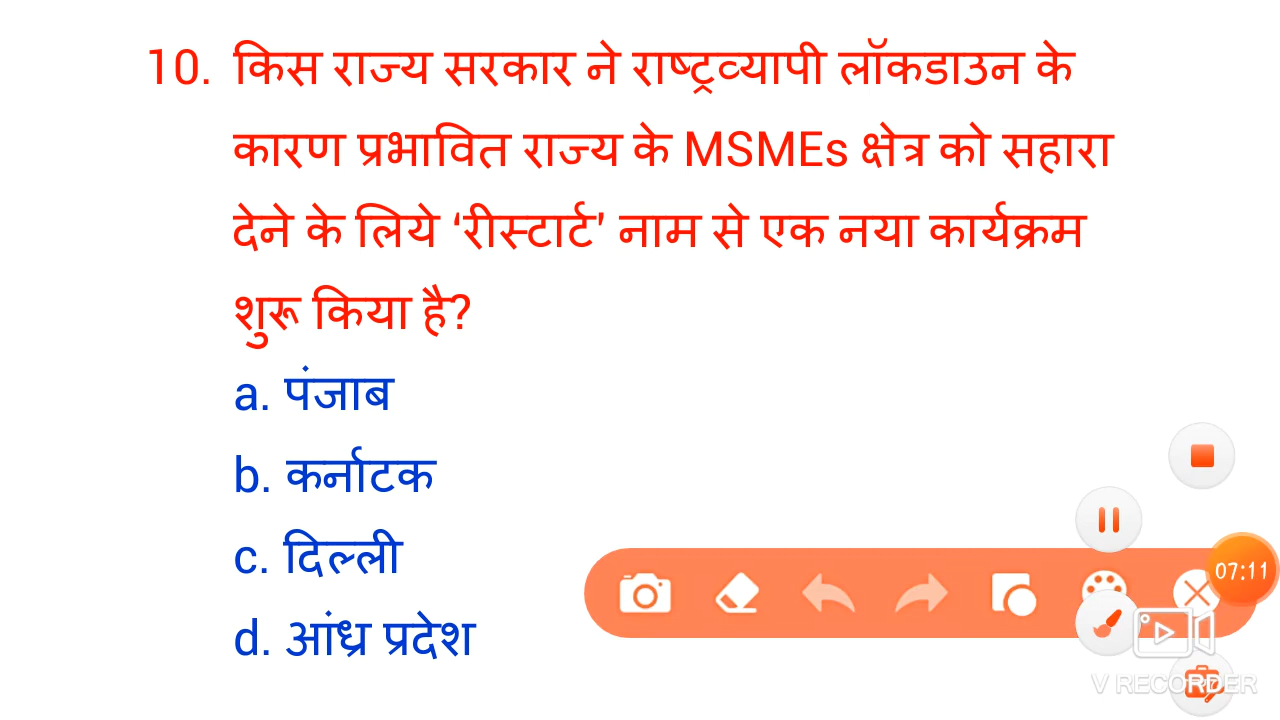 10. किस राज्य सरकार ने राष्ट्रव्यापी लॉकडाउन के
कारण प्रभावित राज्य के MSMEs क्षेत्र को सहारा
देने के लिये ‘रीस्टार्ट’ नाम से एक नया कार्यक्रम
शुरू किया है?
a. पंजाब
b. कर्नाटक
c. दिल्ली
d. आंध्र प्रदेश
07:11
V RECORDER